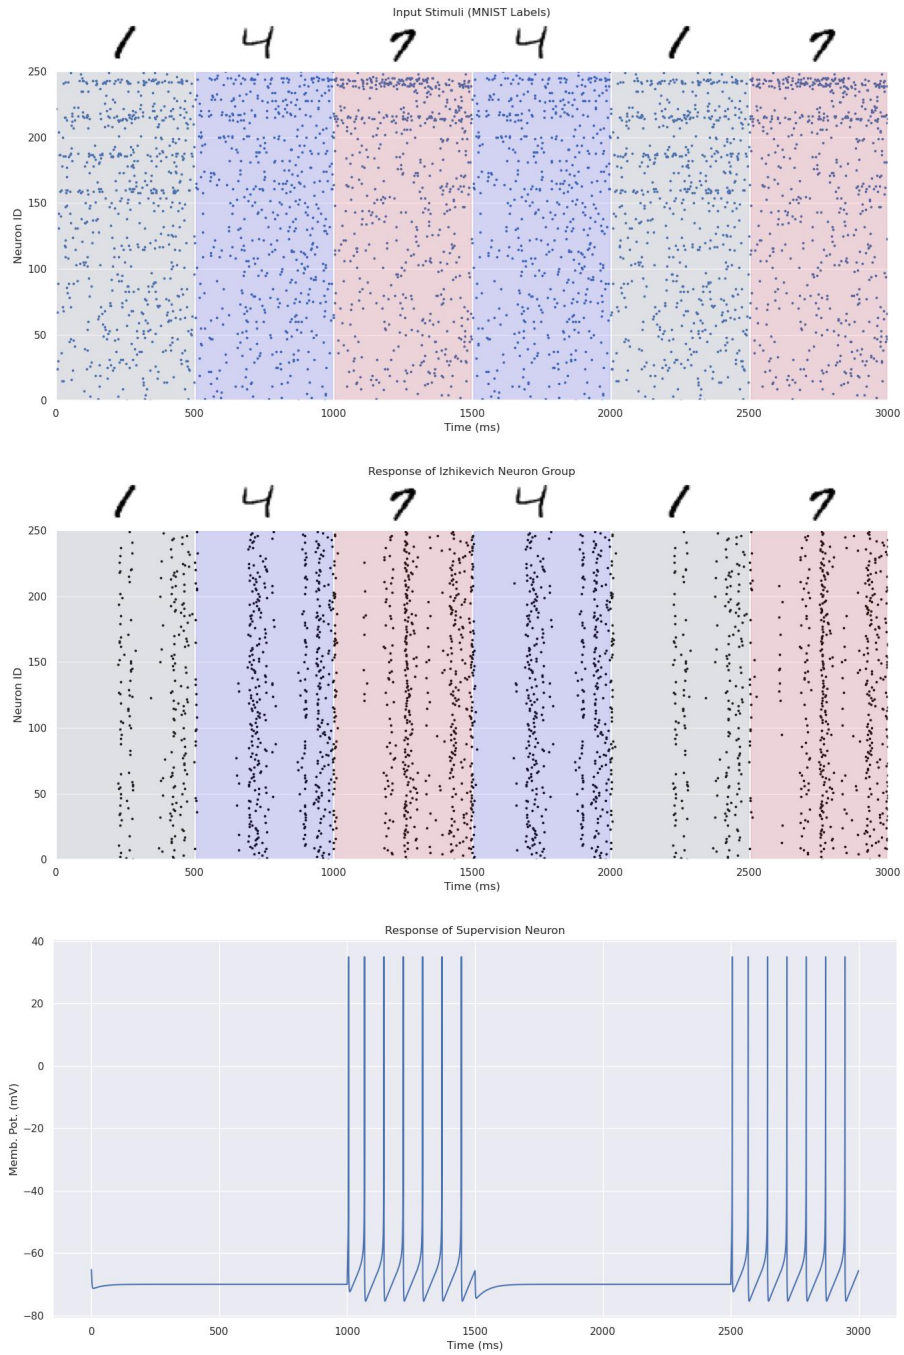 Input Stimuli (MNIST Labels)
1 4 7 4 1 7
250
200
150
100
50
0
Neuron ID
0 500 1000 1500 2000 2500 3000
Time (ms)
Response of Izhikevich Neuron Group
1 4 7 4 1 7
250
200
150
100
50
0
Neuron ID
0 500 1000 1500 2000 2500 3000
Time (ms)
Response of Supervision Neuron
40
20
0
−20
−40
−60
−80
Memb. Pot. (mV)
0 500 1000 1500 2000 2500 3000
Time (ms)